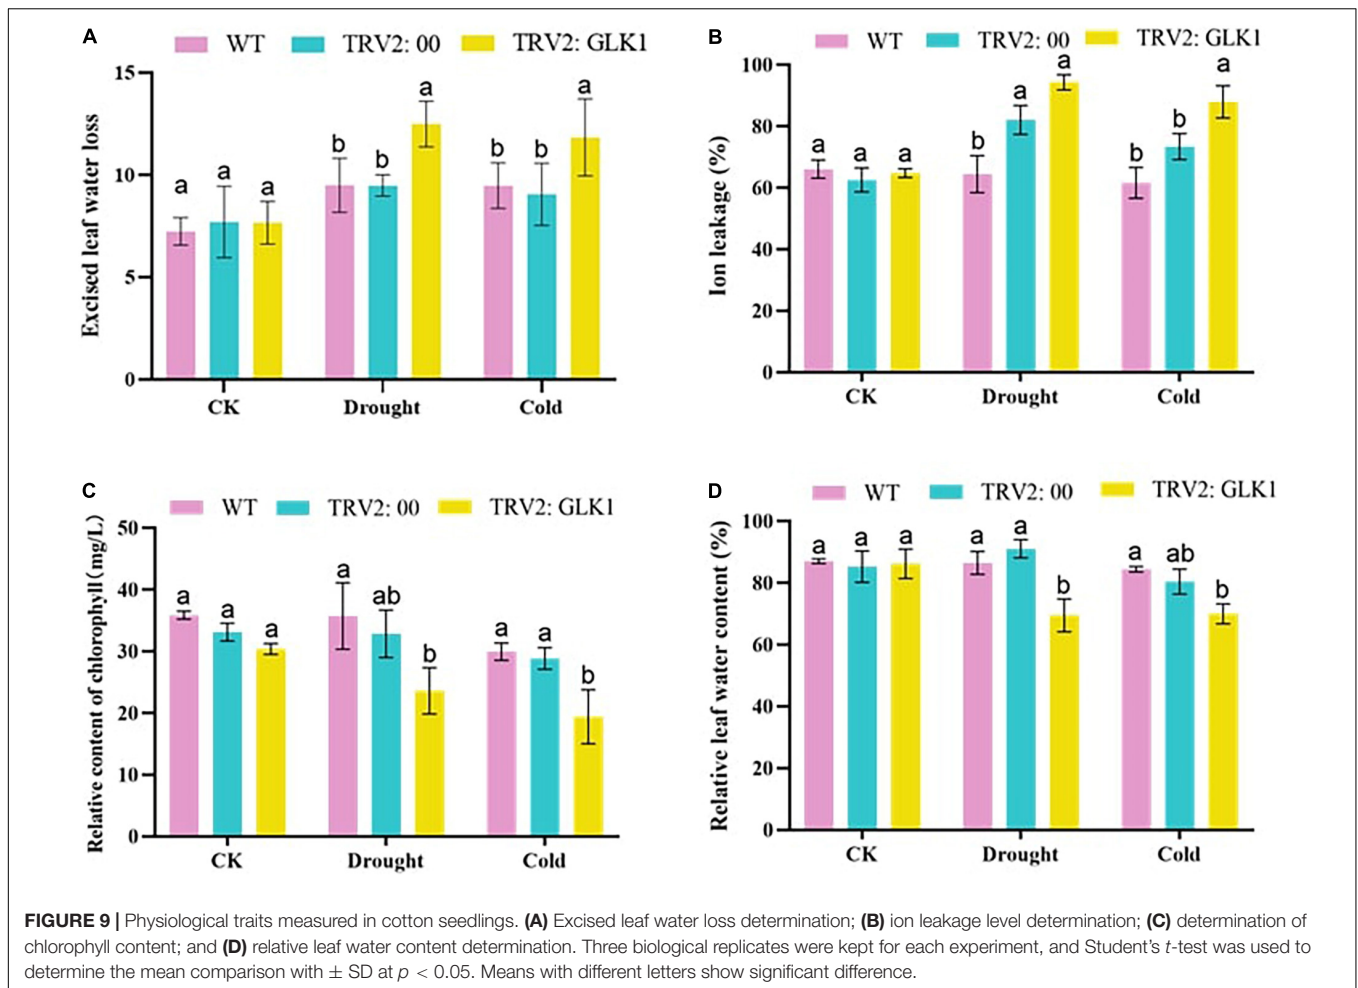 A
WT TRV2: 00 TRV2: GLK1
Excised leaf water loss
15
10
5
0
a a a b b a b b a
CK Drought Cold
B
WT TRV2: 00 TRV2: GLK1
Ion leakage (%)
100
80
60
40
20
0
a a a b a a b b a
CK Drought Cold
C
WT TRV2: 00 TRV2: GLK1
Relative content of chlorophyll(mg/L)
50
40
30
20
10
0
a a a a ab b a a b
CK Drought Cold
D
WT TRV2: 00 TRV2: GLK1
Relative leaf water content (%)
100
80
60
40
20
0
a a a a a b a ab b
CK Drought Cold
FIGURE 9 | Physiological traits measured in cotton seedlings. (A) Excised leaf water loss determination; (B) ion leakage level determination; (C) determination of
chlorophyll content; and (D) relative leaf water content determination. Three biological replicates were kept for each experiment, and Student's t-test was used to
determine the mean comparison with ± SD at p < 0.05. Means with different letters show significant difference.